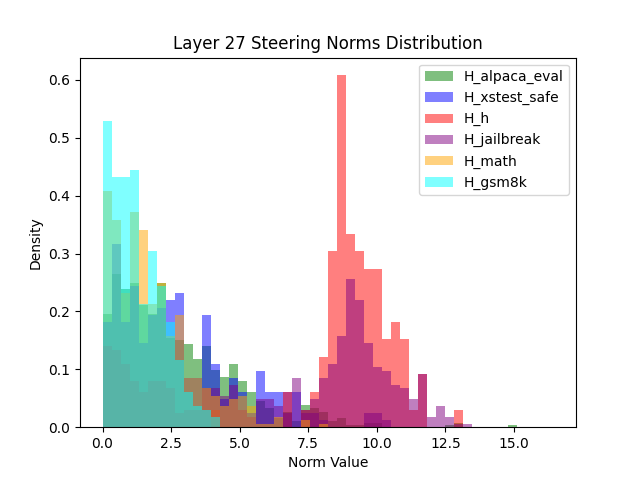 Layer 27 Steering Norms Distribution
H_alpaca_eval
H_xstest_safe
H_h
H_jailbreak
H_math
H_gsm8k
Density
0.6
0.5
0.4
0.3
0.2
0.1
0.0
0.0 2.5 5.0 7.5 10.0 12.5 15.0
Norm Value